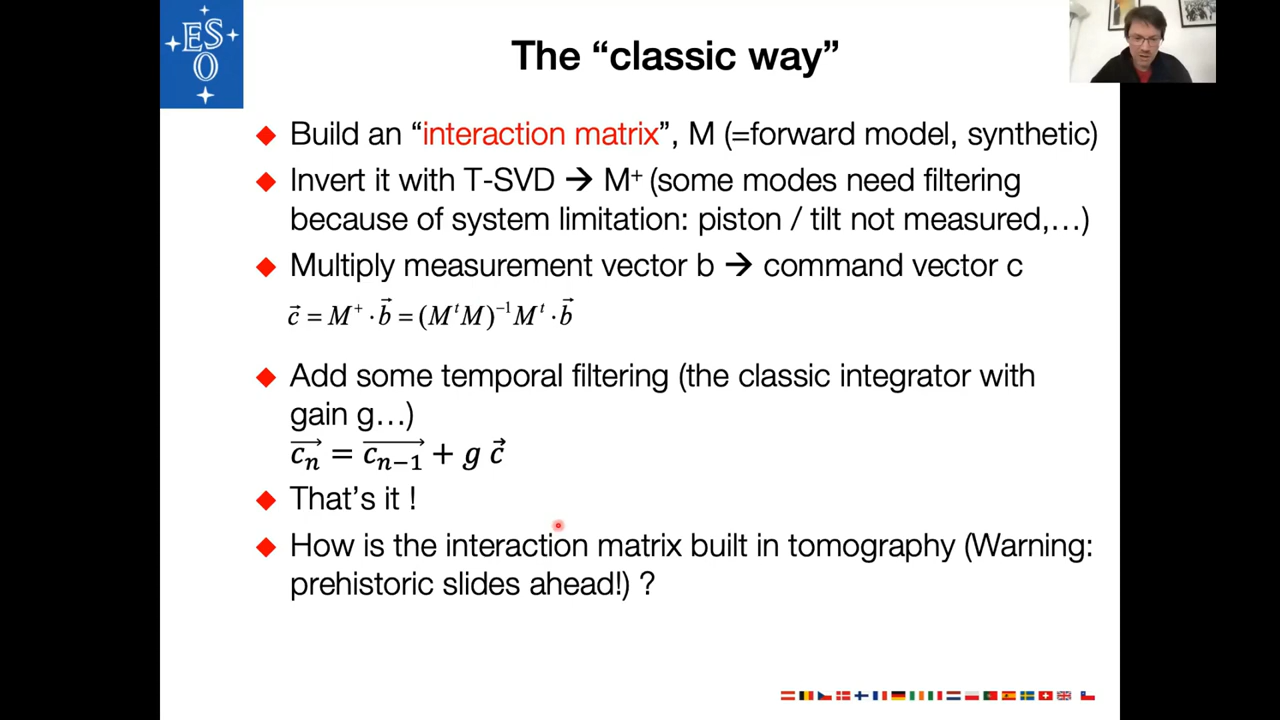 ESO
The “classic way”
◆ Build an “interaction matrix”, M (=forward model, synthetic)
◆ Invert it with T-SVD → M⁺ (some modes need filtering
because of system limitation: piston / tilt not measured,…)
◆ Multiply measurement vector b → command vector c
c⃗ = M⁺ · b⃗ = (MᵗM)⁻¹ Mᵗ · b⃗
◆ Add some temporal filtering (the classic integrator with
gain g…)
c⃗ₙ = c⃗ₙ₋₁ + g c⃗
◆ That’s it !
◆ How is the interaction matrix built in tomography (Warning:
prehistoric slides ahead!) ?